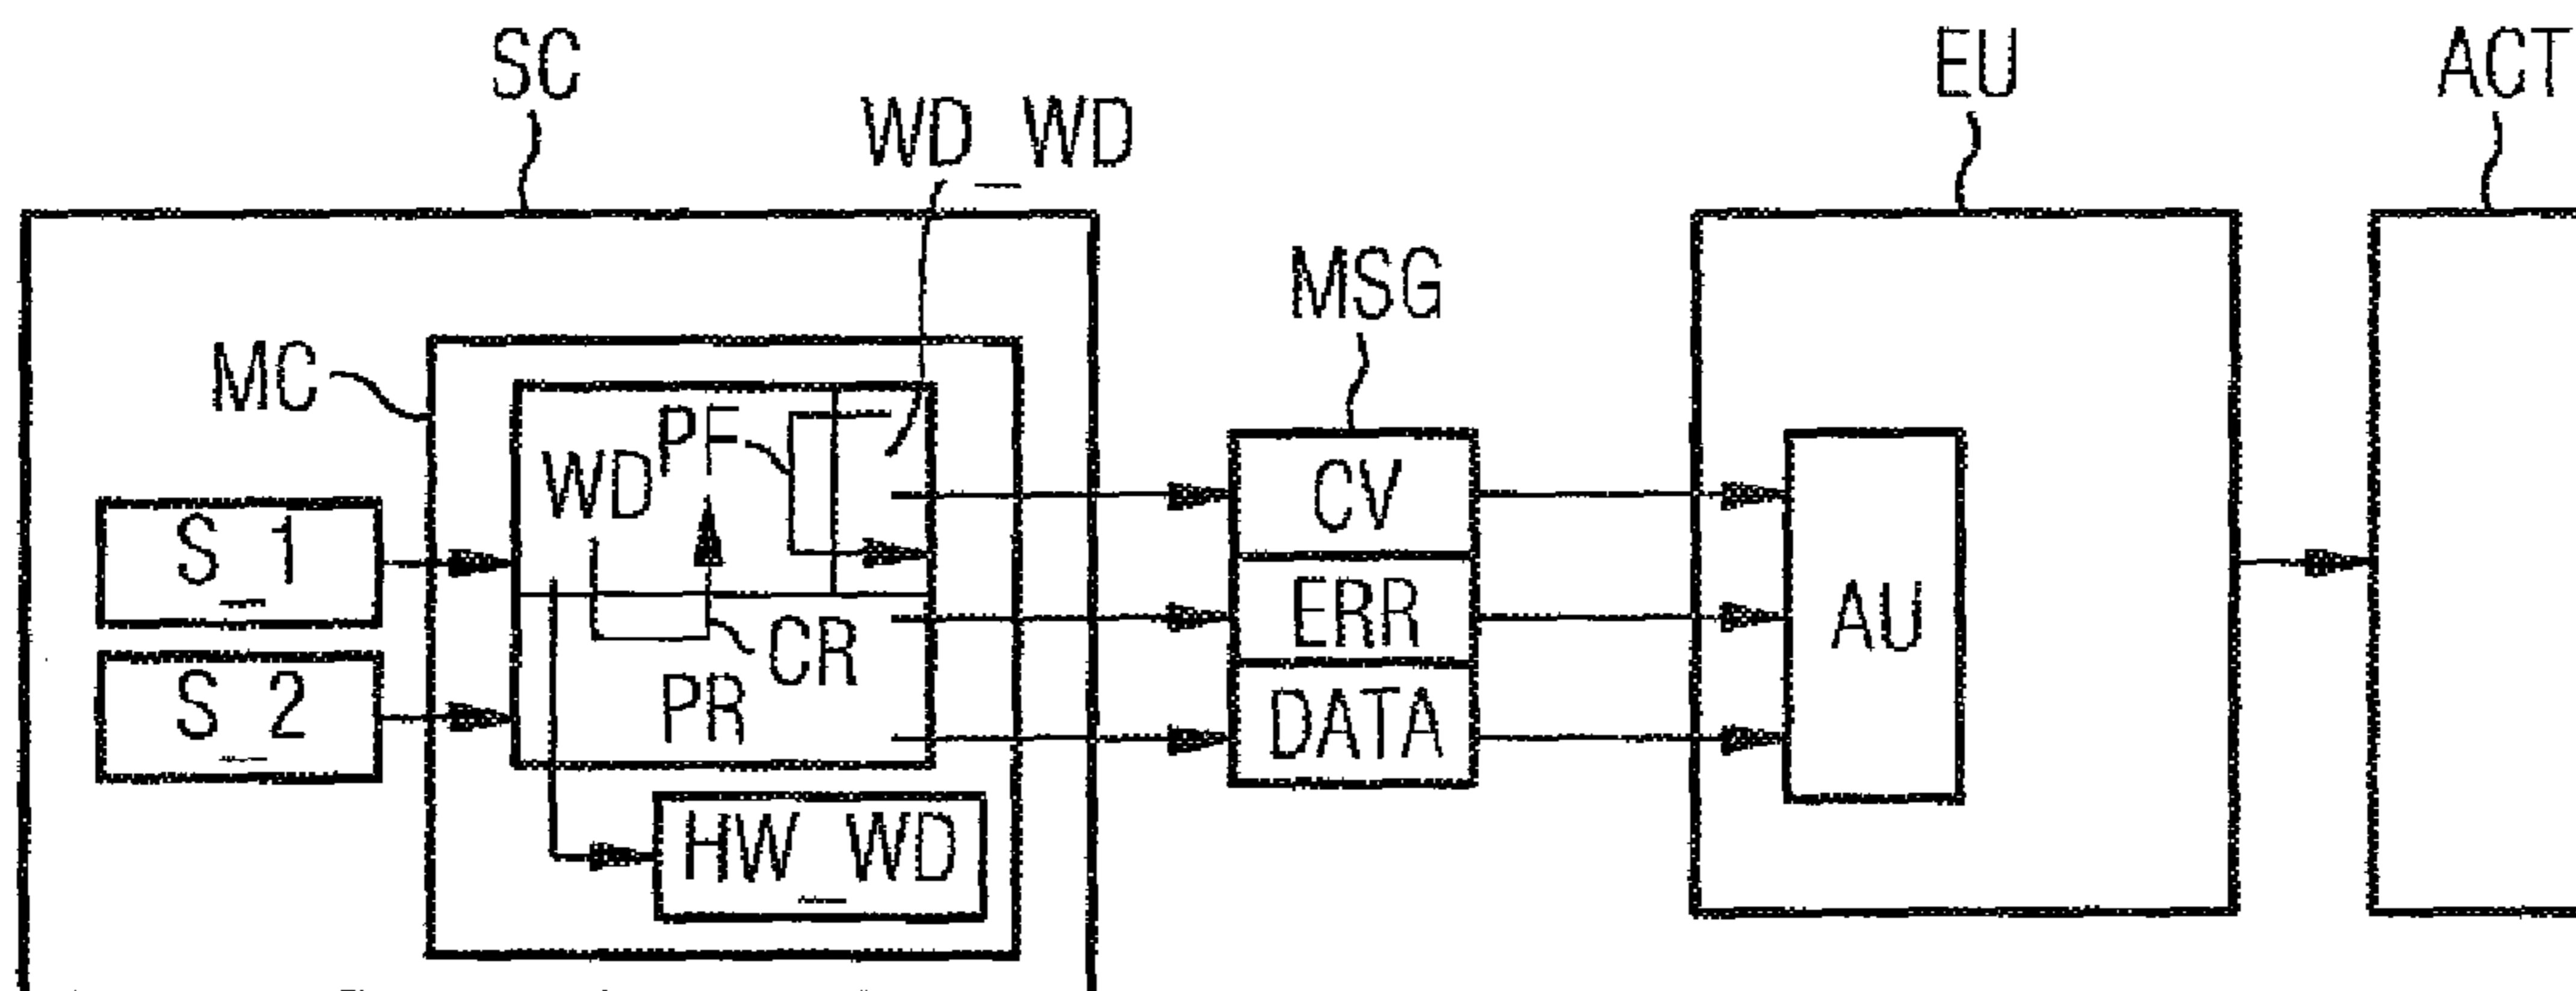 SC
EU
ACT
WD_WD
MSG
MC
PF
WD
CV
S_1
ERR
AU
CR
S_2
PR
DATA
HW_WD